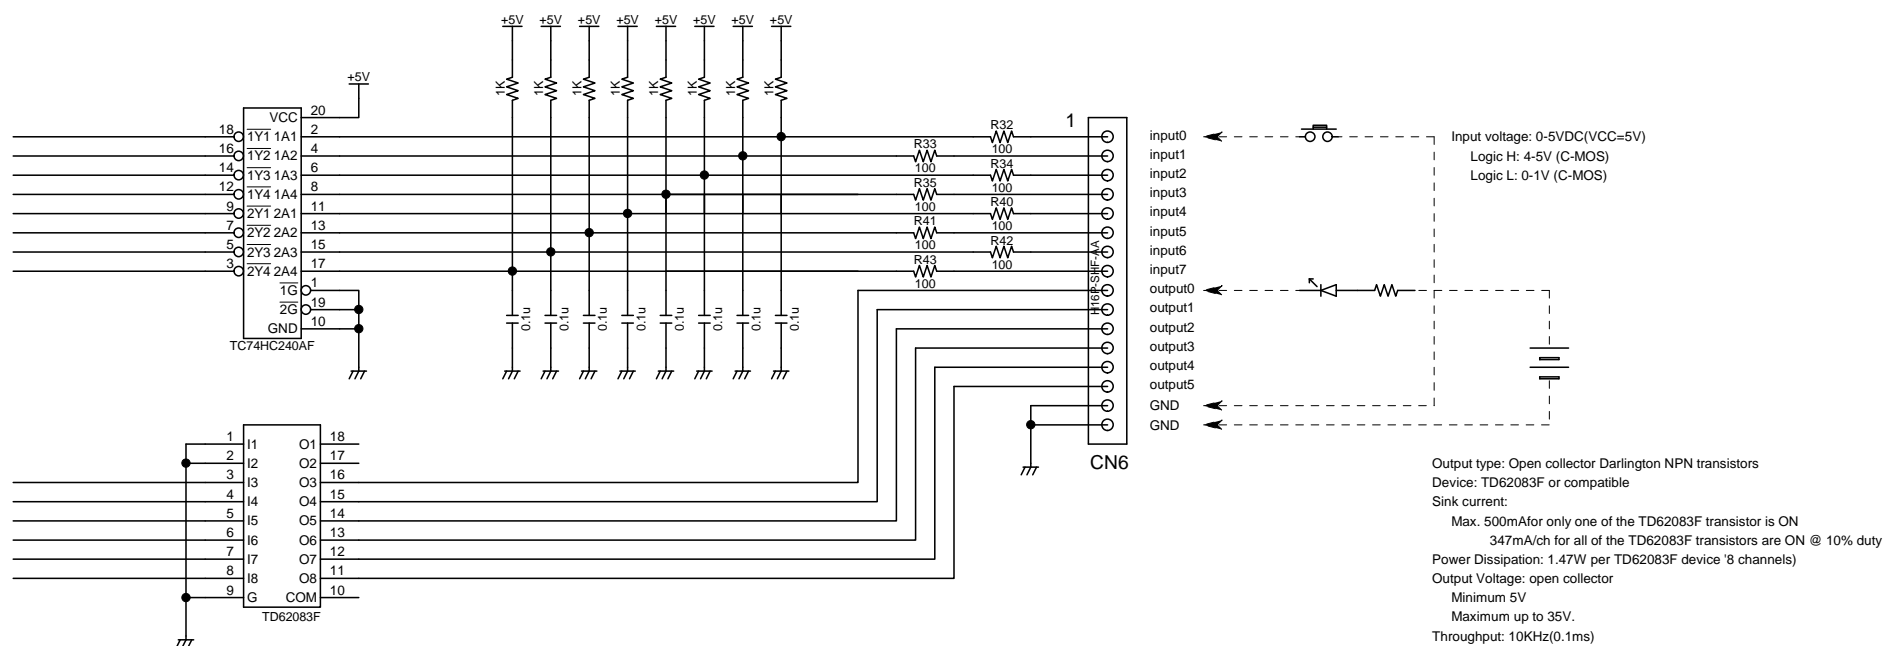 +5V +5V +5V +5V +5V +5V +5V +5V
1K 1K 1K 1K 1K 1K 1K 1K
+5V
VCC 20
18 1Y1 1A1 2
16 1Y2 1A2 4
14 1Y3 1A3 6
12 1Y4 1A4 8
9 2Y1 2A1 11
7 2Y2 2A2 13
5 2Y3 2A3 15
3 2Y4 2A4 17
1G 1
2G 19
GND 10
TC74HC240AF
0.1u 0.1u 0.1u 0.1u 0.1u 0.1u 0.1u 0.1u
R32
100
R33
100
R34
100
R35
100
R40
100
R41
100
R42
100
R43
100
1
H16P-SHF-AA
CN6
input0
input1
input2
input3
input4
input5
input6
input7
output0
output1
output2
output3
output4
output5
GND
GND
Input voltage: 0-5VDC(VCC=5V)
Logic H: 4-5V (C-MOS)
Logic L: 0-1V (C-MOS)
1 I1 O1 18
2 I2 O2 17
3 I3 O3 16
4 I4 O4 15
5 I5 O5 14
6 I6 O6 13
7 I7 O7 12
8 I8 O8 11
9 G COM 10
TD62083F
Output type: Open collector Darlington NPN transistors
Device: TD62083F or compatible
Sink current:
Max. 500mAfor only one of the TD62083F transistor is ON
347mA/ch for all of the TD62083F transistors are ON @ 10% duty
Power Dissipation: 1.47W per TD62083F device '8 channels)
Output Voltage: open collector
Minimum 5V
Maximum up to 35V.
Throughput: 10KHz(0.1ms)